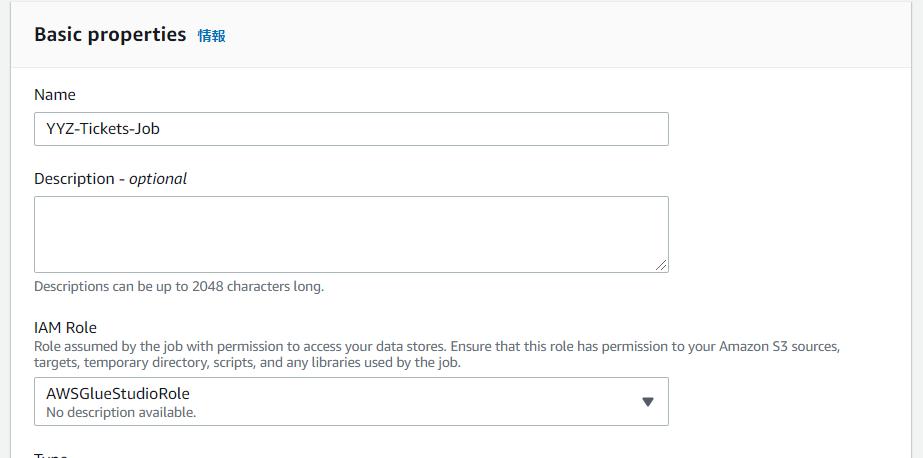 Basic properties 情報
Name
YYZ-Tickets-Job
Description - optional
Descriptions can be up to 2048 characters long.
IAM Role
Role assumed by the job with permission to access your data stores. Ensure that this role has permission to your Amazon S3 sources,
targets, temporary directory, scripts, and any libraries used by the job.
AWSGlueStudioRole
No description available.
Type